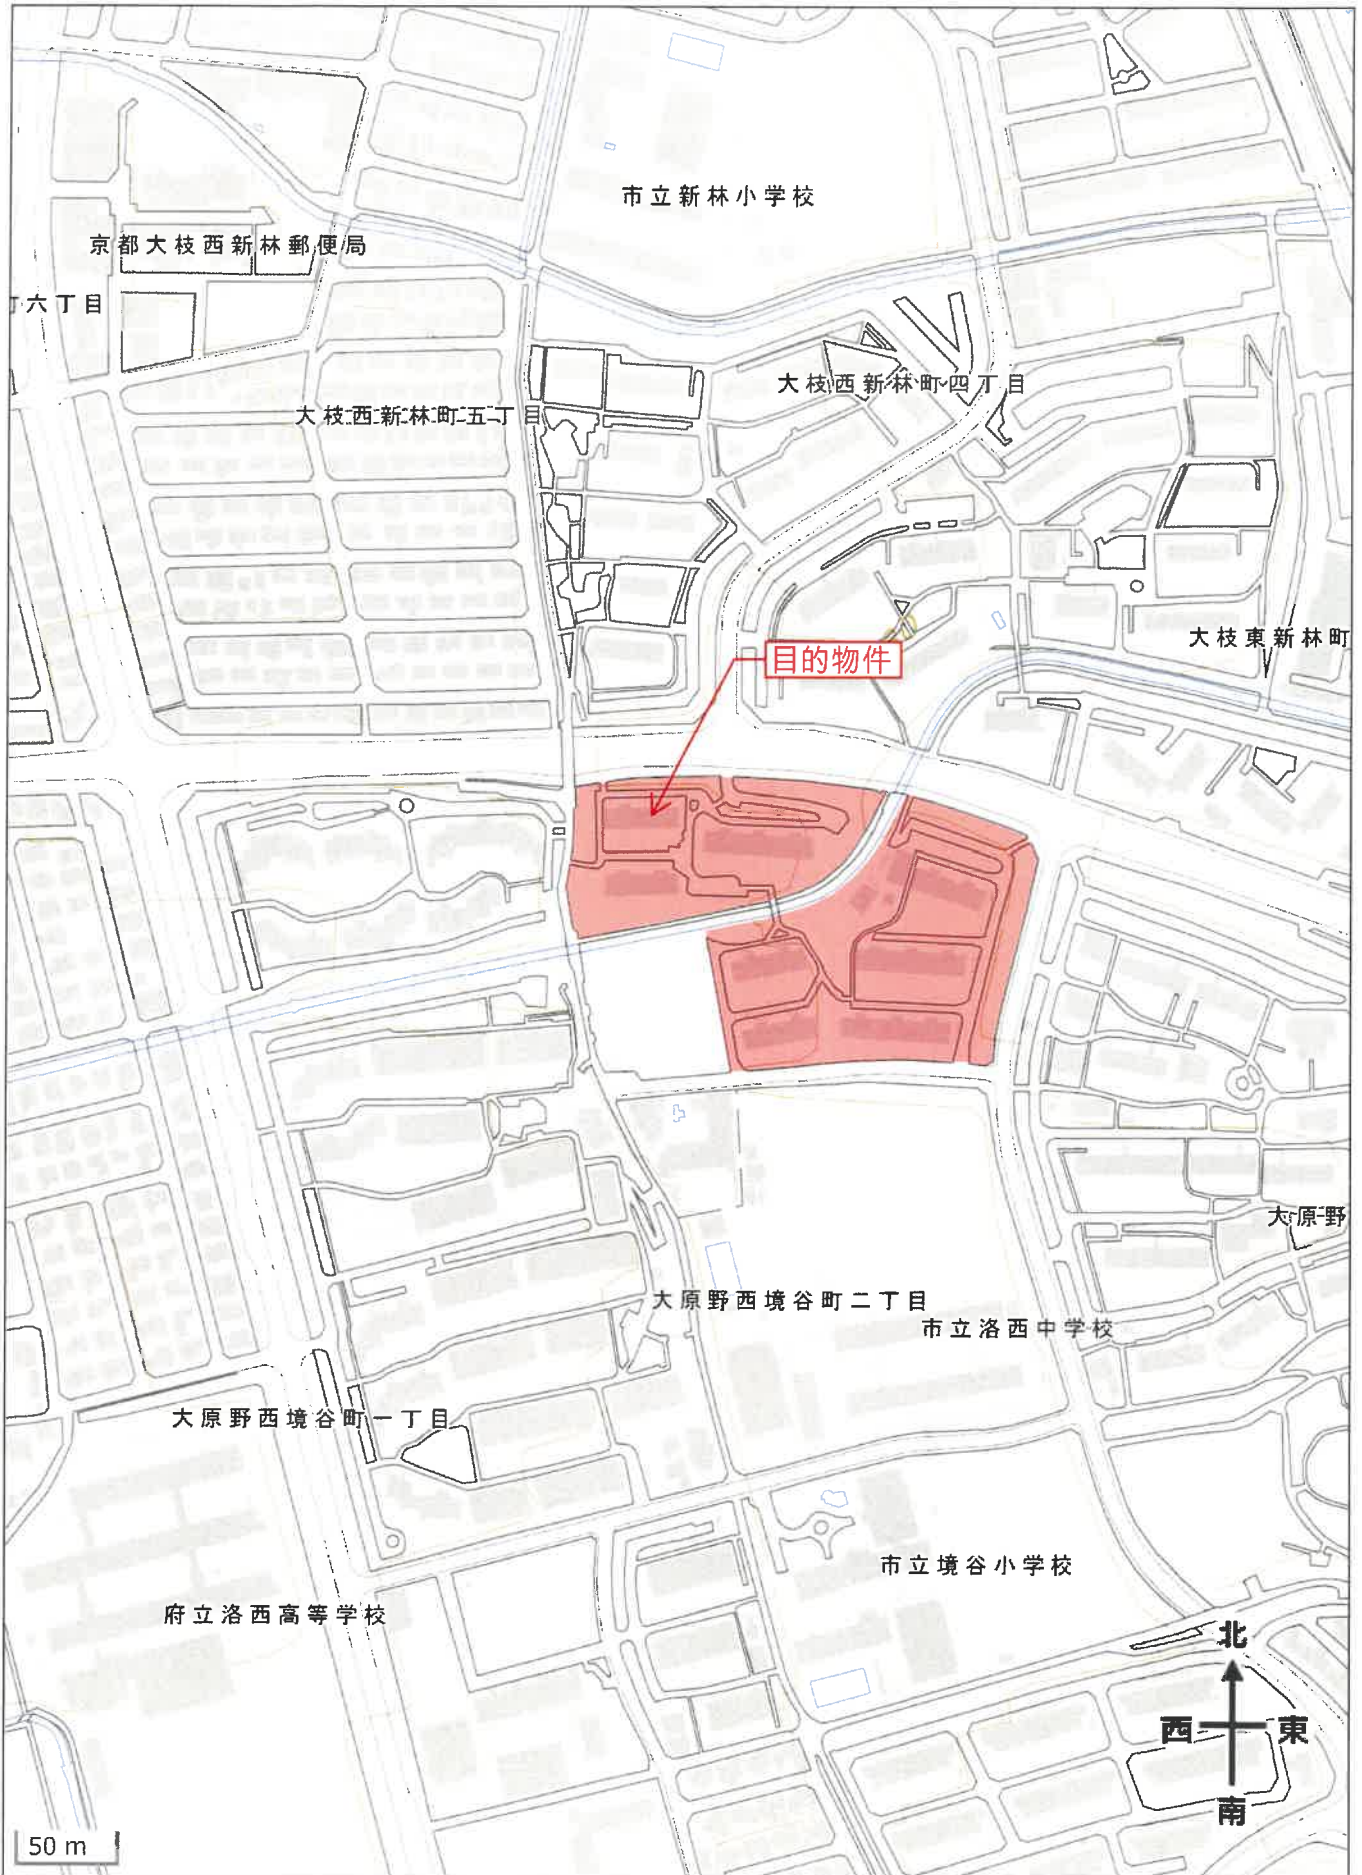 市立新林小学校
京都大枝西新林郵便局
六丁目
大枝西新林町四丁目
大枝西新林町五丁目
大枝東新林町
目的物件
大原野
大原野西境谷町二丁目
市立洛西中学校
大原野西境谷町一丁目
市立境谷小学校
府立洛西高等学校
北
西 東
南
50 m